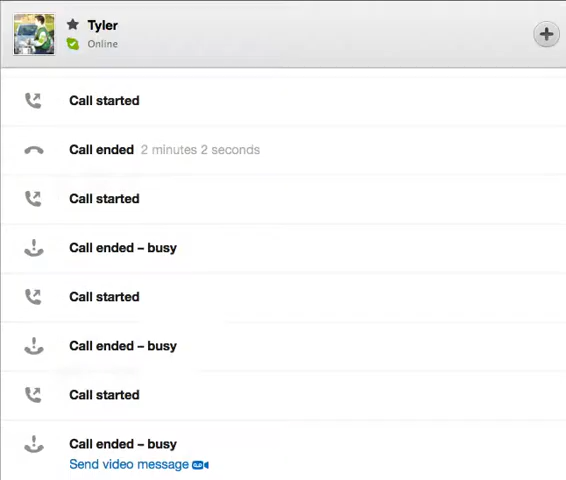 Tyler
Online
Call started
Call ended 2 minutes 2 seconds
Call started
Call ended – busy
Call started
Call ended – busy
Call started
Call ended – busy
Send video message